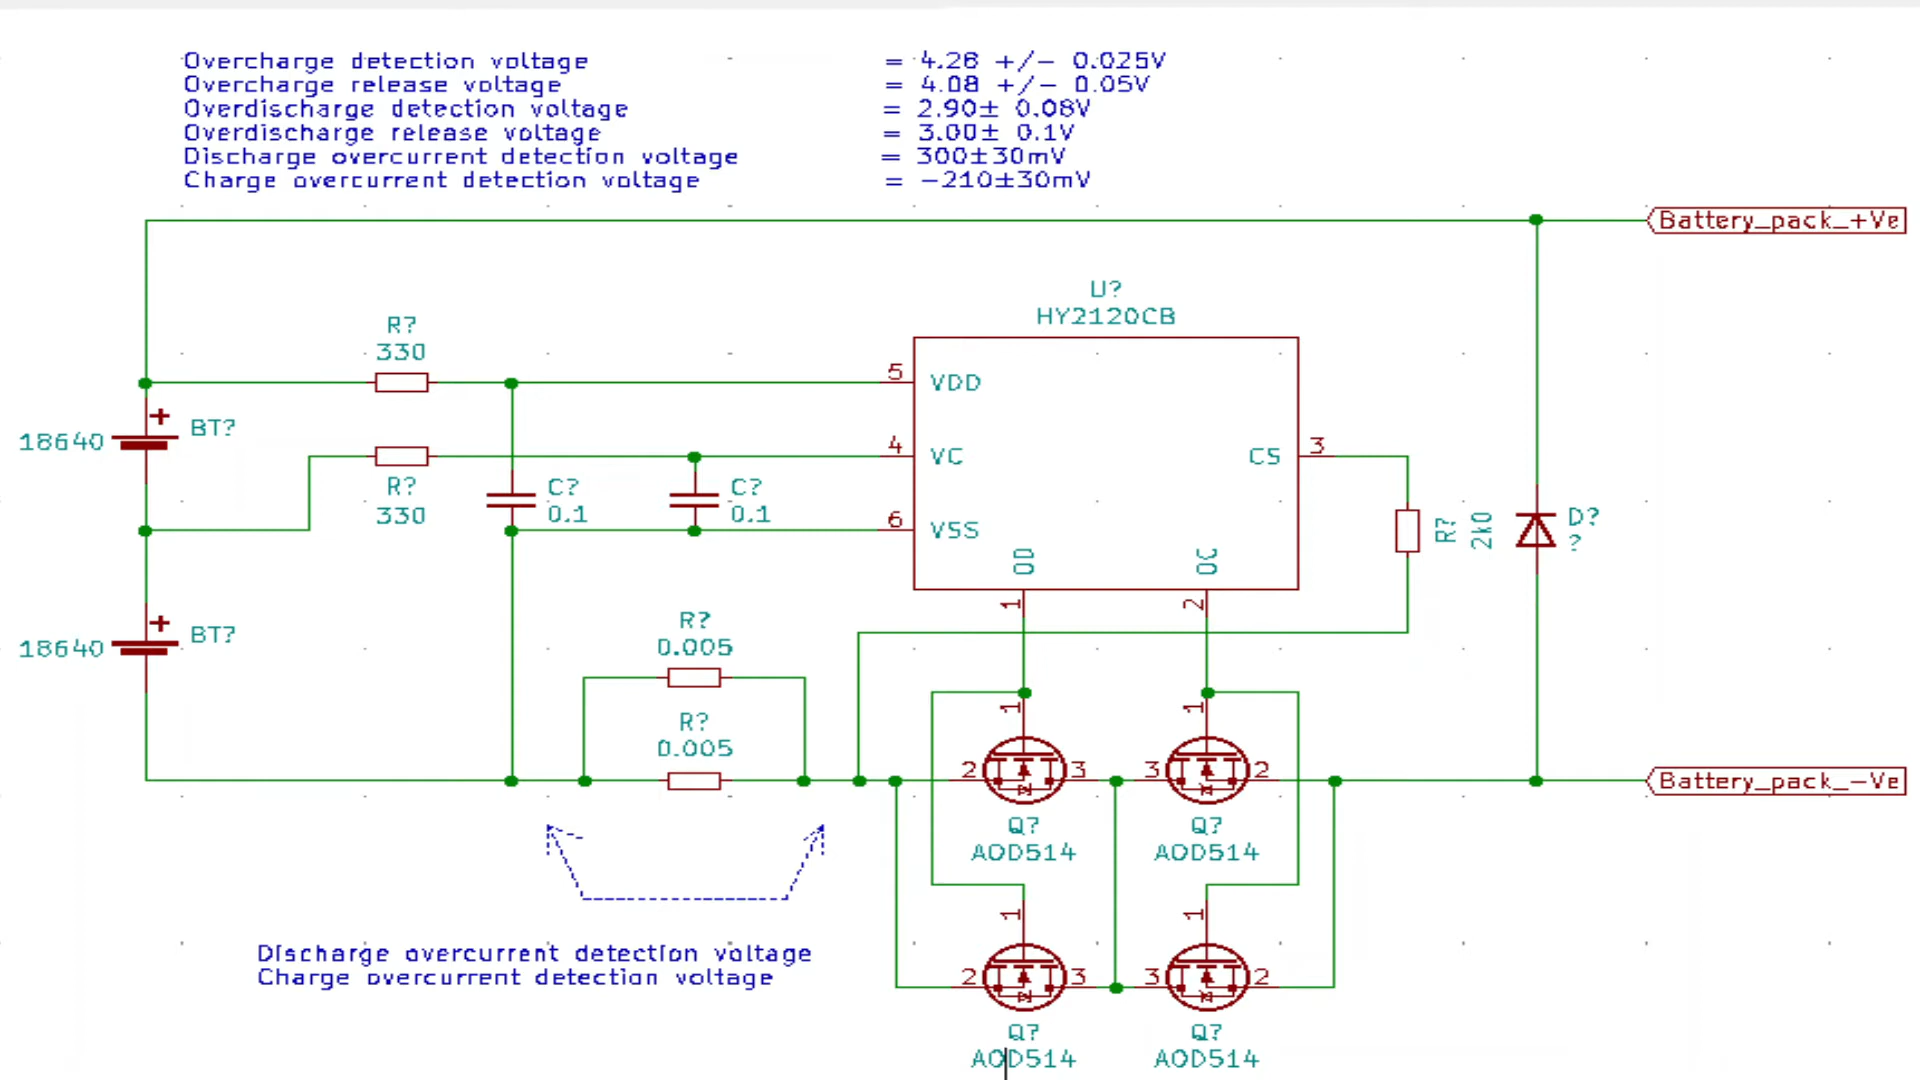 Overcharge detection voltage = 4.28 +/- 0.025V
Overcharge release voltage = 4.08 +/- 0.05V
Overdischarge detection voltage = 2.90± 0.08V
Overdischarge release voltage = 3.00± 0.1V
Discharge overcurrent detection voltage = 300±30mV
Charge overcurrent detection voltage = -210±30mV
Battery_pack_+Ve
U?
HY2120CB
R?
330
5
VDD
BT?
18640
4
VC
CS
3
R?
330
C?
0.1
C?
0.1
6
VSS
OD
OC
R?
2k0
D?
?
1
2
BT?
18640
R?
0.005
R?
0.005
1
1
2
3
3
2
Battery_pack_-Ve
Q?
AOD514
Q?
AOD514
1
1
Discharge overcurrent detection voltage
Charge overcurrent detection voltage
2
3
3
2
Q?
AOD514
Q?
AOD514